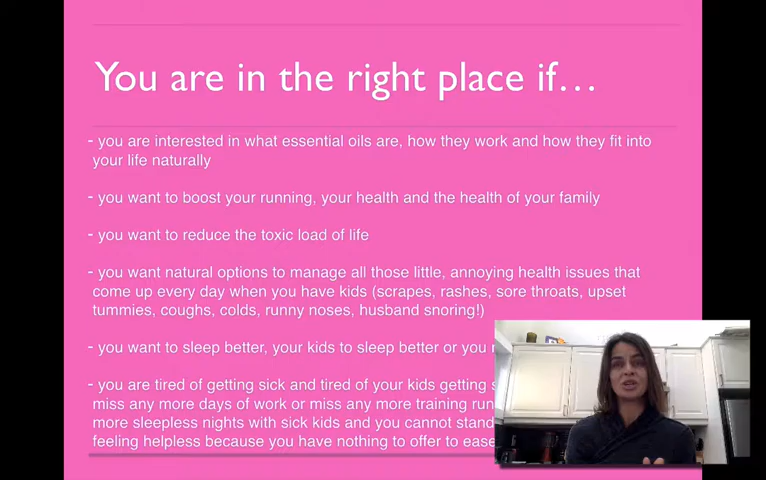 You are in the right place if…
- you are interested in what essential oils are, how they work and how they fit into
your life naturally
- you want to boost your running, your health and the health of your family
- you want to reduce the toxic load of life
- you want natural options to manage all those little, annoying health issues that
come up every day when you have kids (scrapes, rashes, sore throats, upset
tummies, coughs, colds, runny noses, husband snoring!)
- you want to sleep better, your kids to sleep better or you
- you are tired of getting sick and tired of your kids getting
miss any more days of work or miss any more training
more sleepless nights with sick kids and you cannot stand
feeling helpless because you have nothing to offer to ease